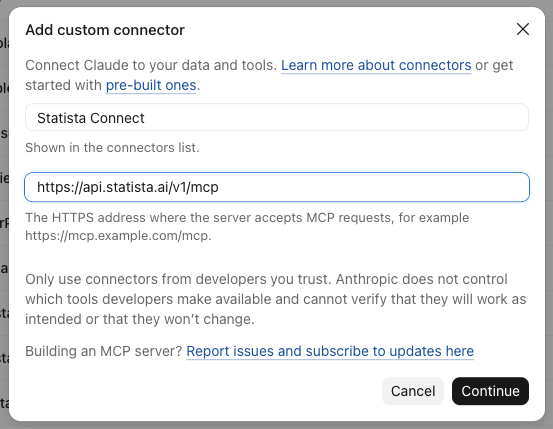 Add custom connector
Connect Claude to your data and tools. Learn more about connectors or get
started with pre-built ones.
Statista Connect
Shown in the connectors list.
https://api.statista.ai/v1/mcp
The HTTPS address where the server accepts MCP requests, for example
https://mcp.example.com/mcp.
Only use connectors from developers you trust. Anthropic does not control
which tools developers make available and cannot verify that they will work as
intended or that they won’t change.
Building an MCP server? Report issues and subscribe to updates here
Cancel
Continue